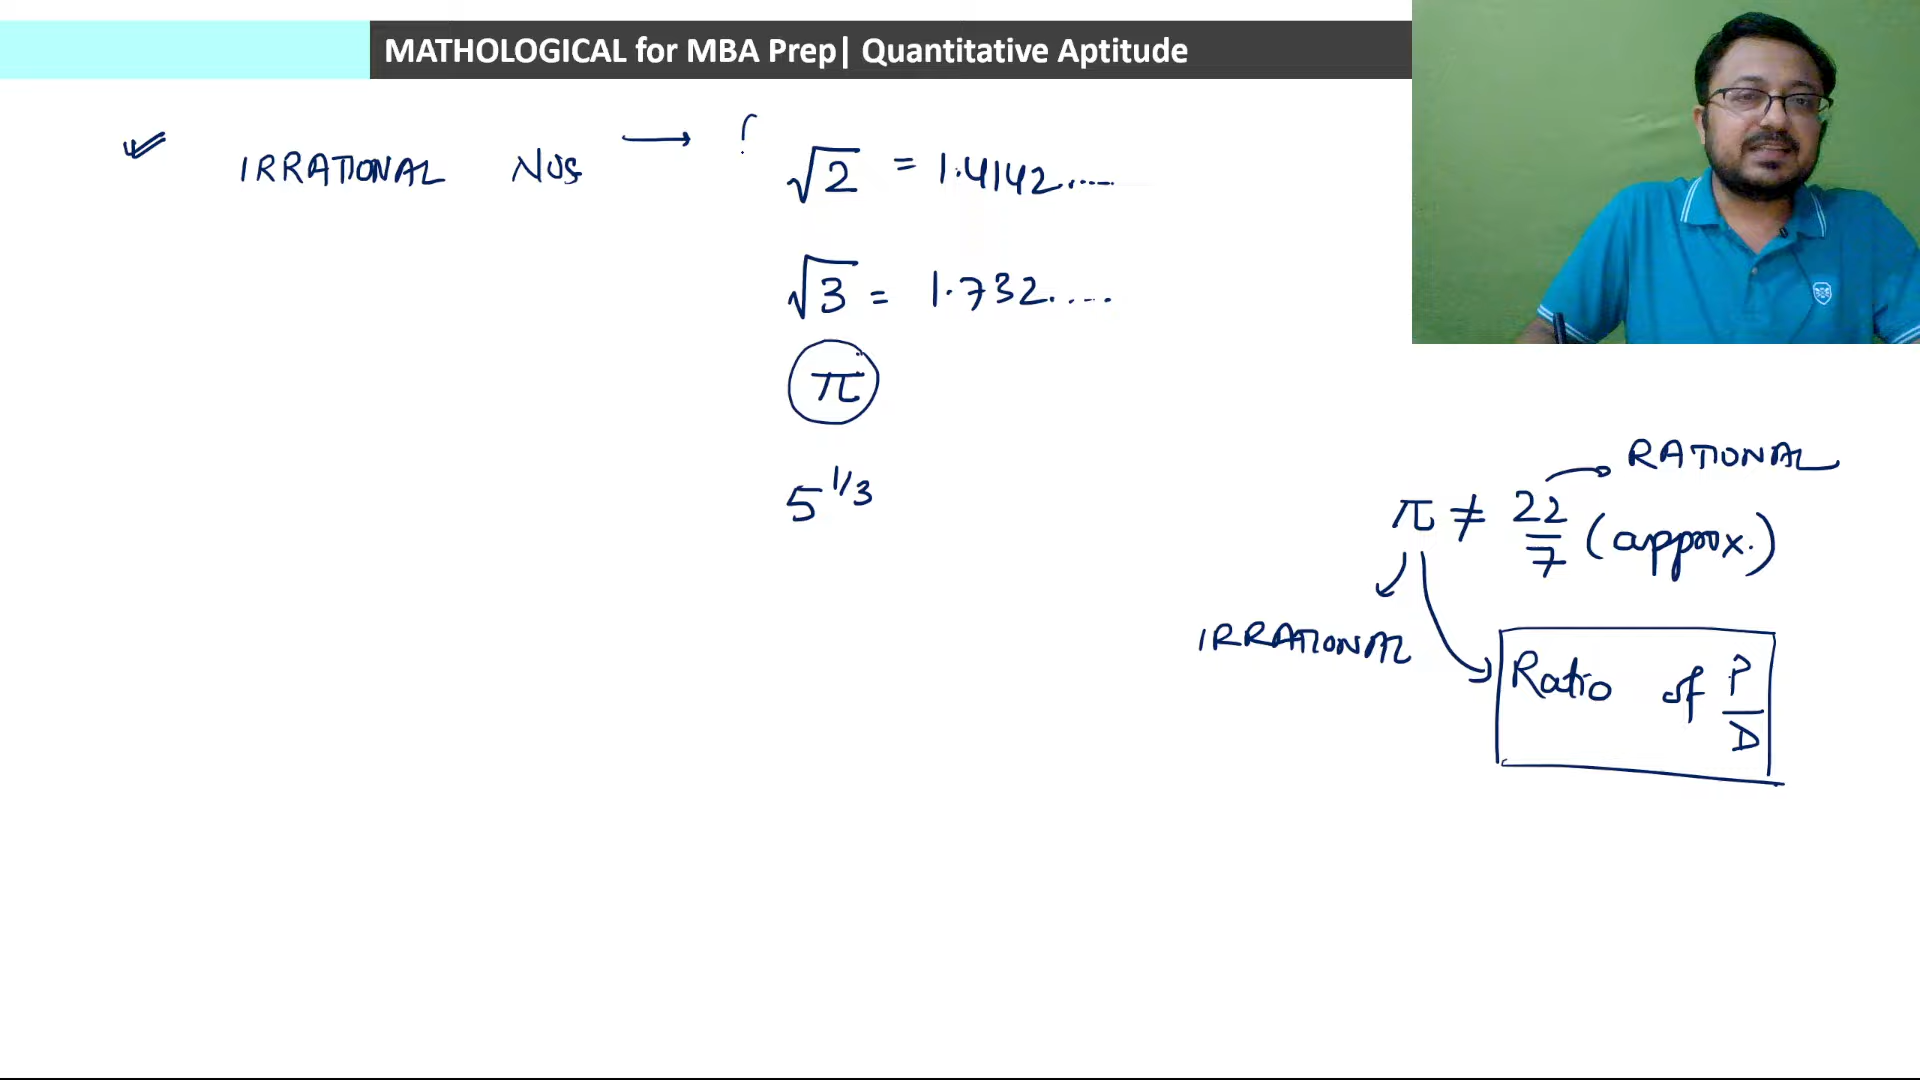 MATHOLOGICAL for MBA Prep| Quantitative Aptitude
IRRATIONAL NOS → √2 = 1.4142.....
√3 = 1.732.....
π
5^1/3
RATIONAL
π ≠ 22/7 (approx.)
IRRATIONAL
Ratio of P/D